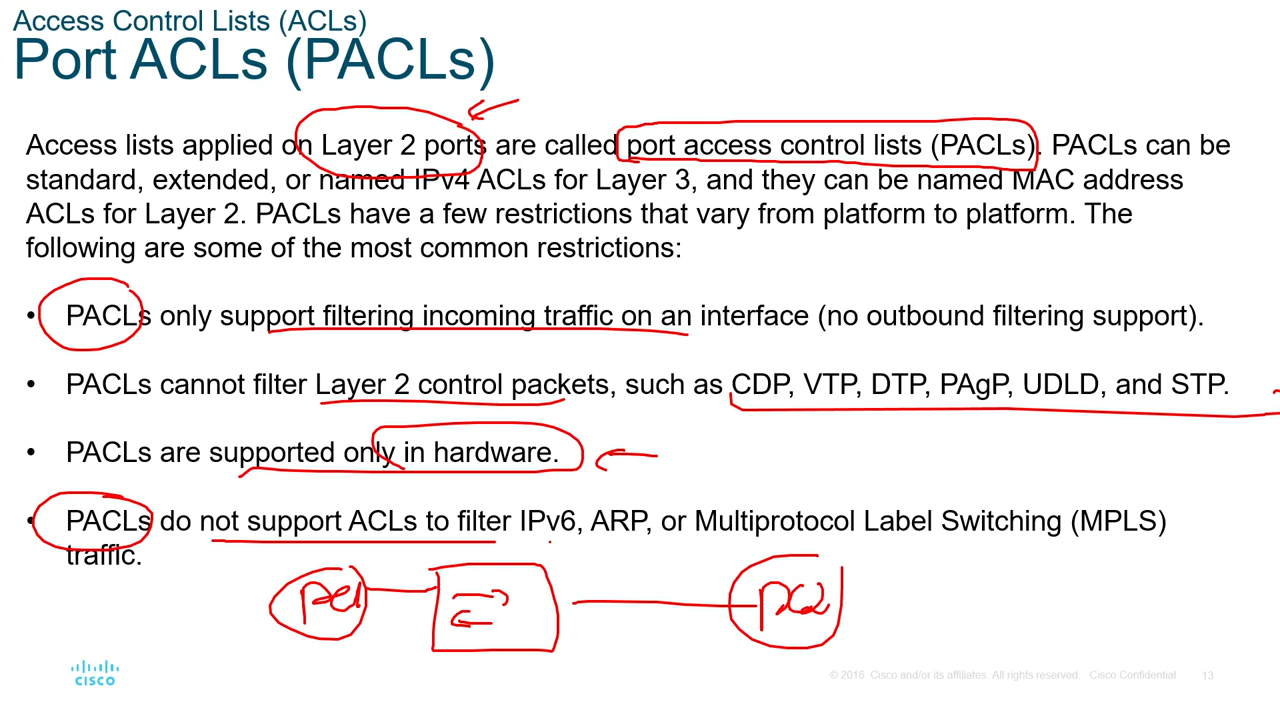 Access Control Lists (ACLs)
Port ACLs (PACLs)
Access lists applied on Layer 2 ports are called port access control lists (PACLs). PACLs can be
standard, extended, or named IPv4 ACLs for Layer 3, and they can be named MAC address
ACLs for Layer 2. PACLs have a few restrictions that vary from platform to platform. The
following are some of the most common restrictions:
• PACLs only support filtering incoming traffic on an interface (no outbound filtering support).
• PACLs cannot filter Layer 2 control packets, such as CDP, VTP, DTP, PAgP, UDLD, and STP.
• PACLs are supported only in hardware.
• PACLs do not support ACLs to filter IPv6, ARP, or Multiprotocol Label Switching (MPLS)
traffic.
PC1 PC2
CISCO © 2016 Cisco and/or its affiliates. All rights reserved. Cisco Confidential 13